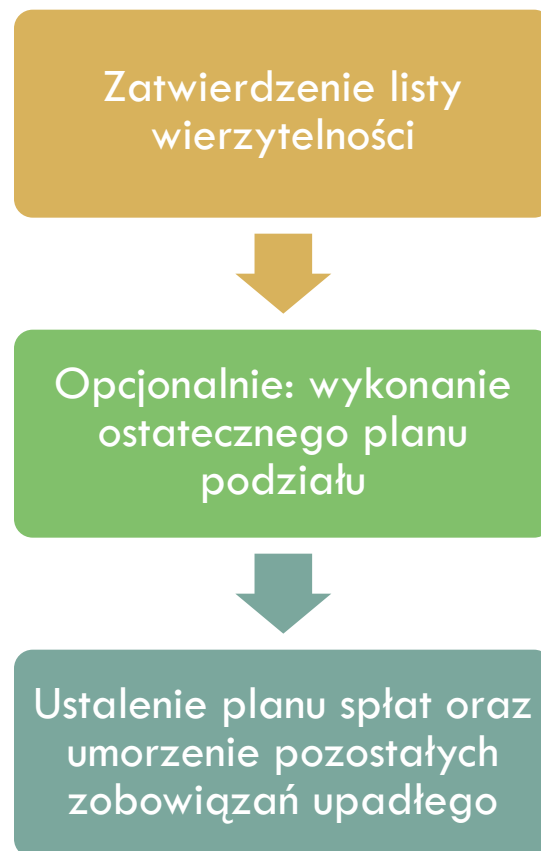 Zatwierdzenie listy
wierzytelności
Opcjonalnie: wykonanie
ostatecznego planu
podziału
Ustalenie planu spłat oraz
umorzenie pozostałych
zobowiązań upadłego